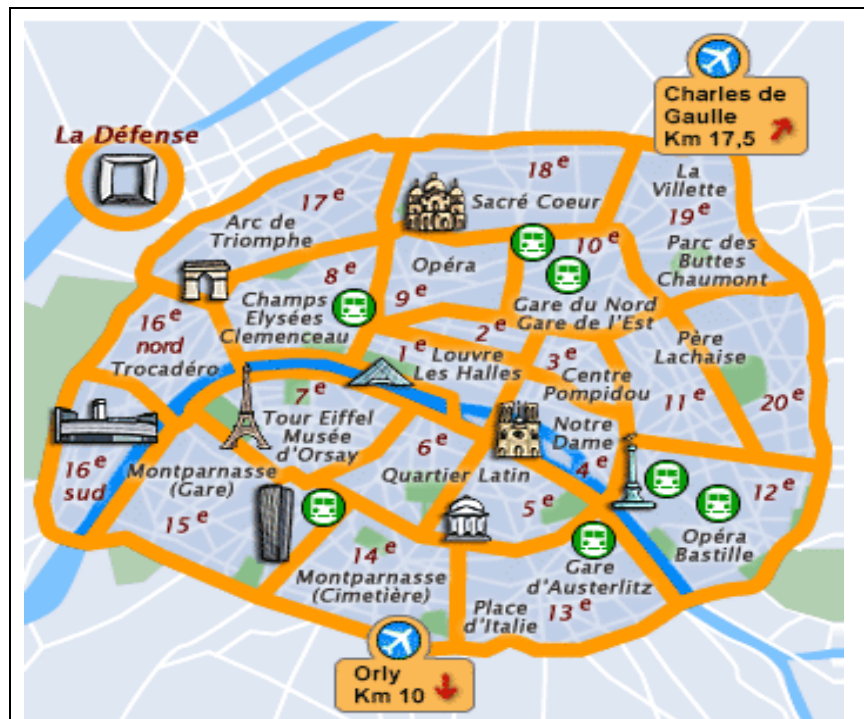 Charles de
Gaulle
Km 17,5
La Défense
18e
Sacré Coeur
La
Villette
19e
Parc des
Buttes
Chaumont
17e
Arc de
Triomphe
10e
Gare du Nord
Gare de l'Est
Opéra
9e
8e
Champs
Elysées
Clemenceau
16e
nord
Trocadéro
2e
1e Louvre
Les Halles
3e
Centre
Pompidou
Père
Lachaise
11e
20e
7e
Tour Eiffel
Musée
d'Orsay
Notre
Dame
4e
6e
Quartier Latin
5e
16e
sud
Montparnasse
(Gare)
15e
12e
Opéra
Bastille
14e
Montparnasse
(Cimetière)
Gare
d'Austerlitz
Place
d'Italie
13e
Orly
Km 10